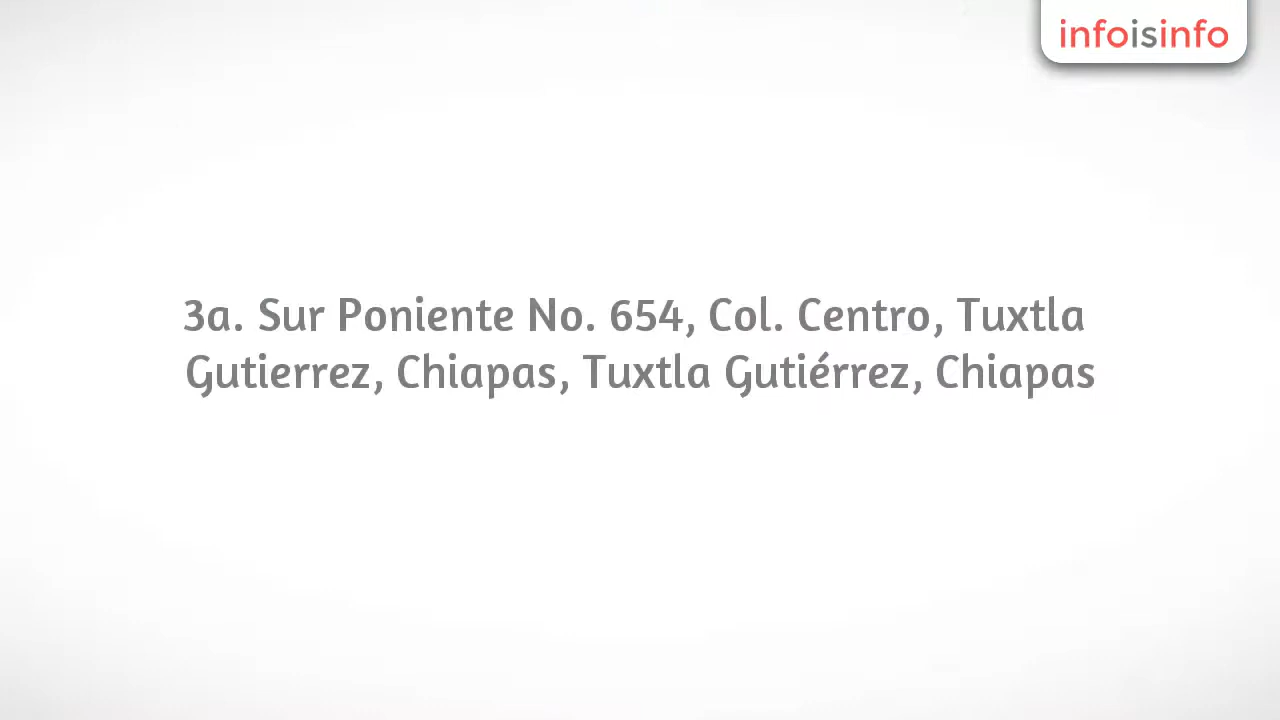 infoisinfo
3a. Sur Poniente No. 654, Col. Centro, Tuxtla
Gutierrez, Chiapas, Tuxtla Gutiérrez, Chiapas